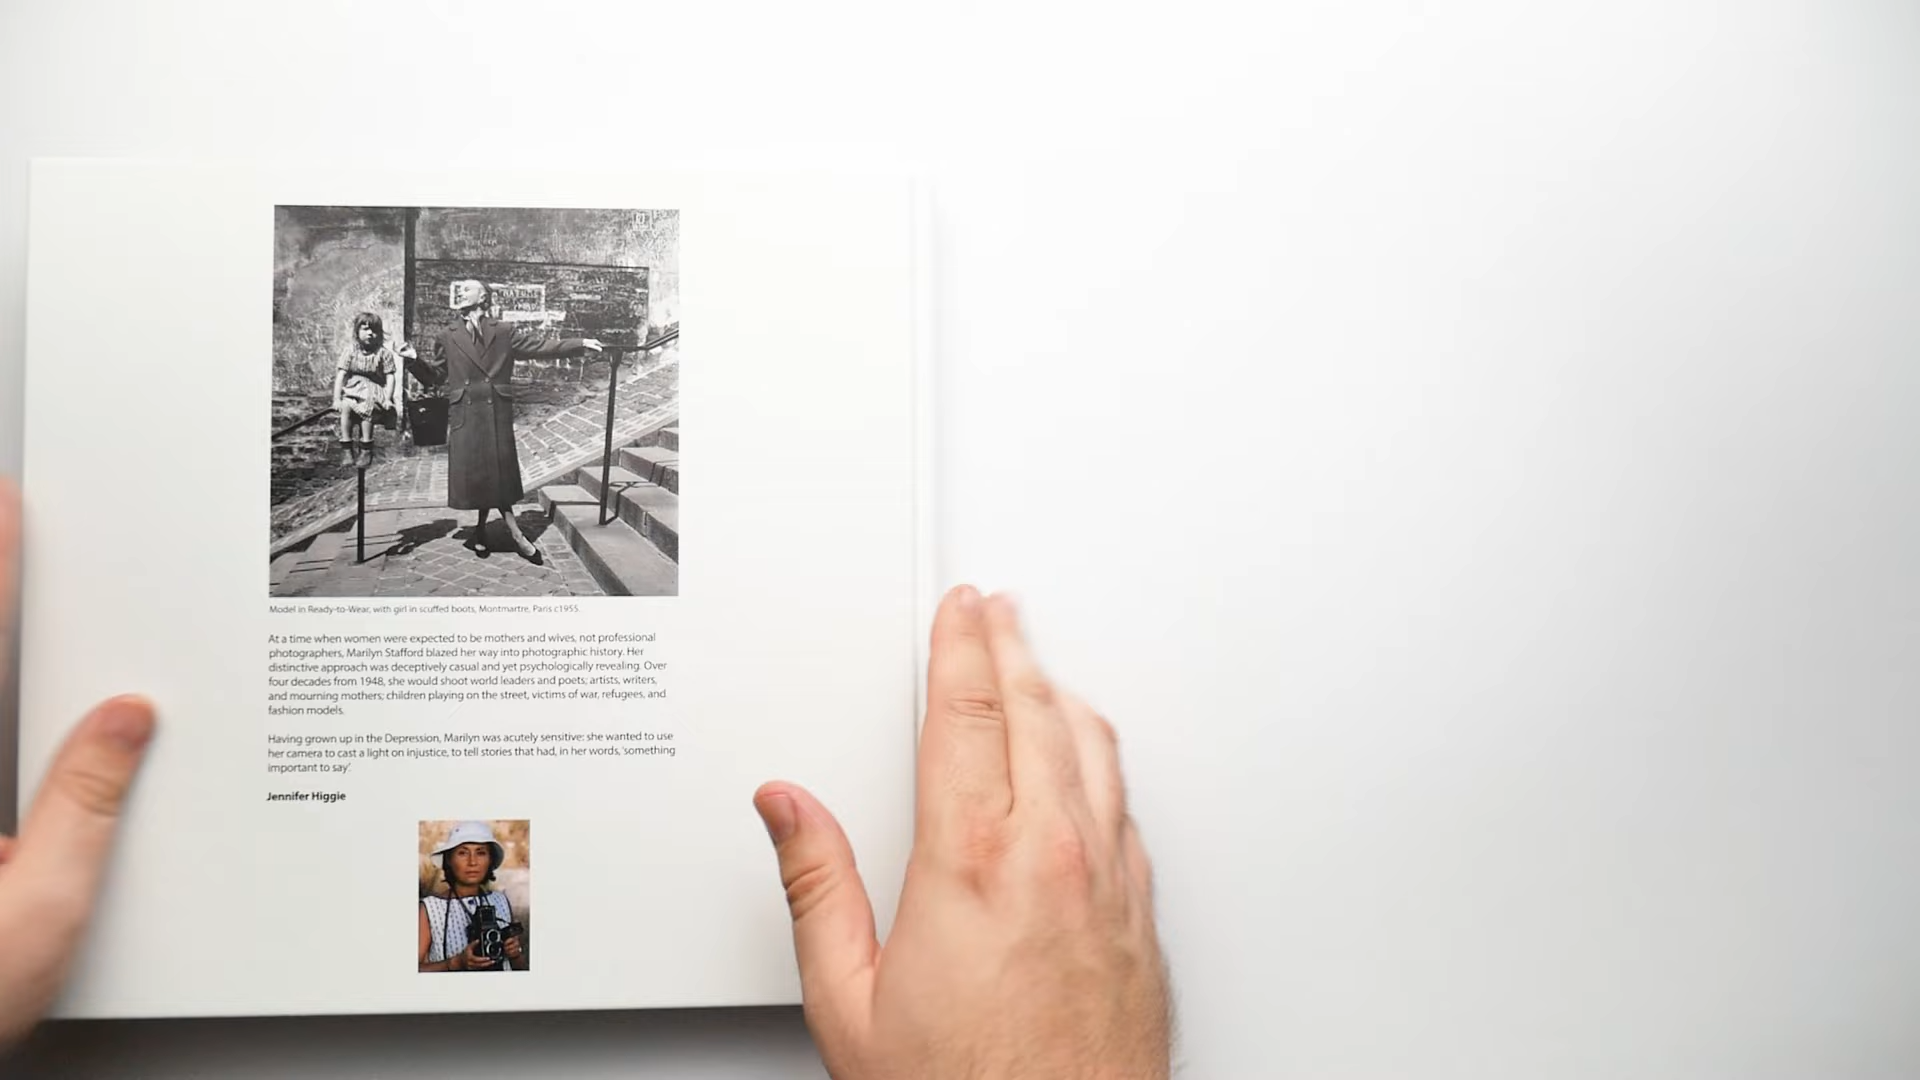 Model in Ready-to-Wear, with girl in scuffed boots, Montmartre, Paris c1955.
At a time when women were expected to be mothers and wives, not professional
photographers, Marilyn Stafford blazed her way into photographic history. Her
distinctive approach was deceptively casual and yet psychologically revealing. Over
four decades from 1948, she would shoot world leaders and poets; artists, writers,
and mourning mothers; children playing on the street, victims of war, refugees, and
fashion models.
Having grown up in the Depression, Marilyn was acutely sensitive: she wanted to use
her camera to cast a light on injustice, to tell stories that had, in her words, 'something
important to say'.
Jennifer Higgie